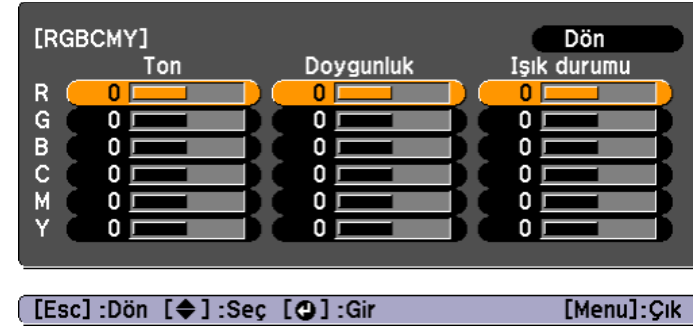 [RGBCMY] Dön
Ton Doygunluk Işık durumu
R 0 0 0
G 0 0 0
B 0 0 0
C 0 0 0
M 0 0 0
Y 0 0 0
[Esc] :Dön [◆] :Seç [↵] :Gir [Menu]:Çık